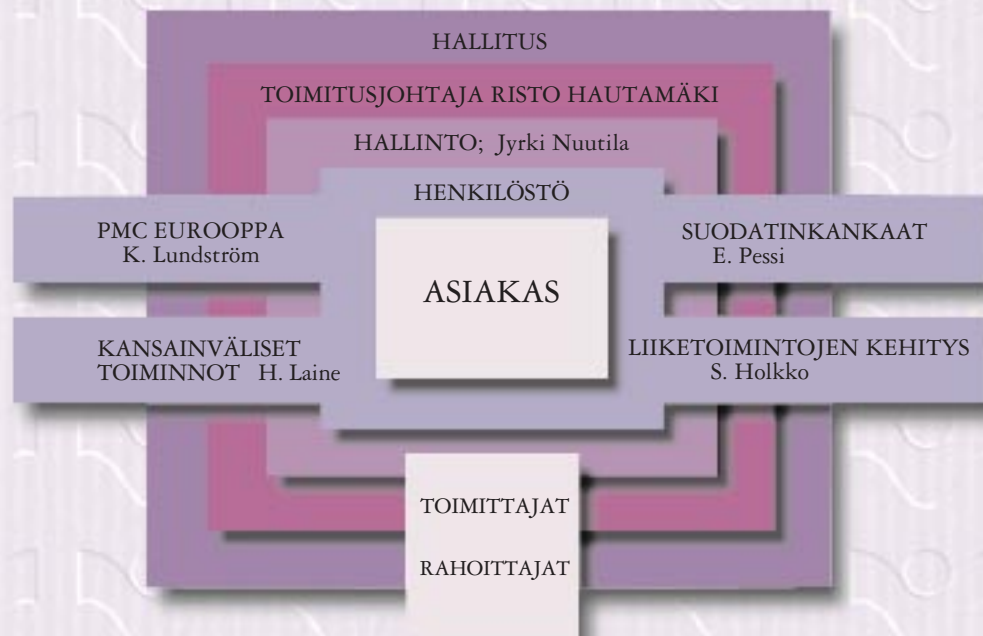 HALLITUS
TOIMITUSJOHTAJA RISTO HAUTAMÄKI
HALLINTO; Jyrki Nuutila
HENKILÖSTÖ
PMC EUROOPPA
K. Lundström
SUODATINKANKAAT
E. Pessi
ASIAKAS
KANSAINVÄLISET
TOIMINNOT H. Laine
LIIKETOIMINTOJEN KEHITYS
S. Holkko
TOIMITTAJAT
RAHOITTAJAT